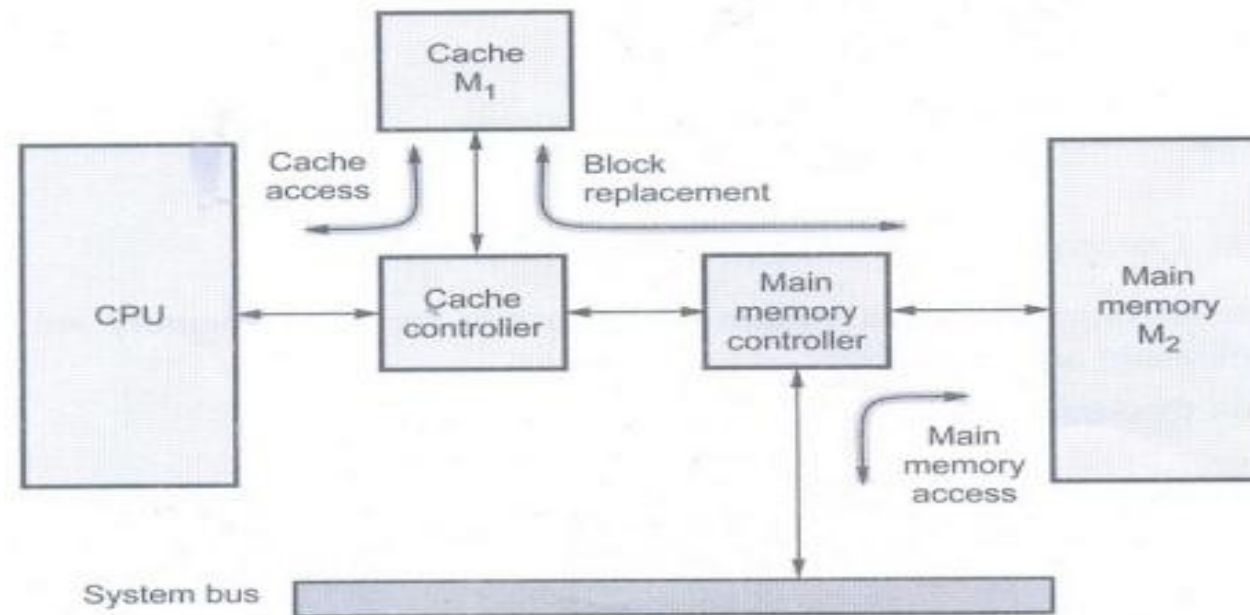 Cache
M₁
Cache
access
Block
replacement
CPU
Cache
controller
Main
memory
controller
Main
memory
M₂
Main
memory
access
System bus